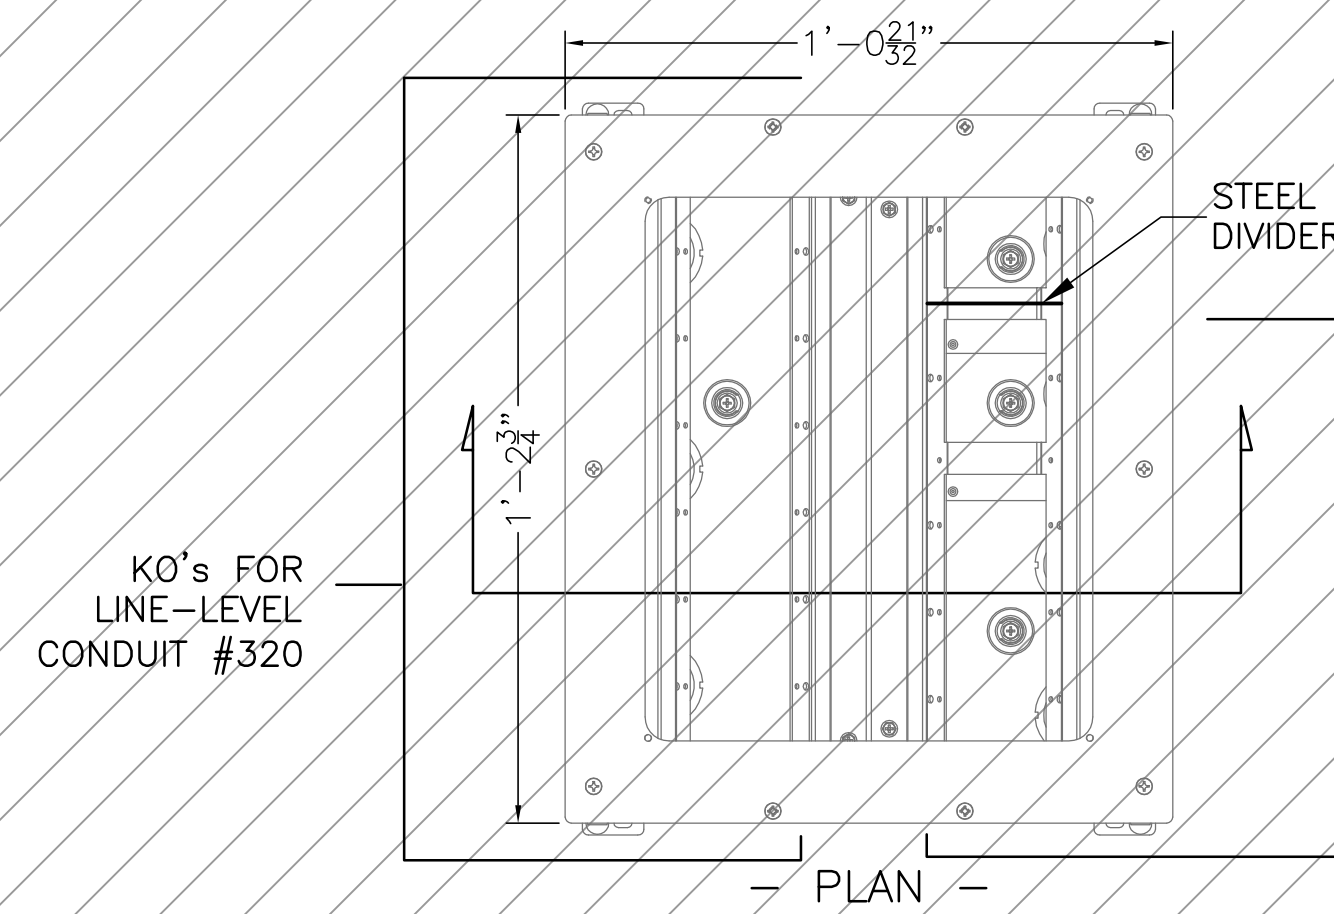 1'-0 21/32"
STEEL
DIVIDER
1'-2 3/4"
KO's FOR
LINE-LEVEL
CONDUIT #320
- PLAN -